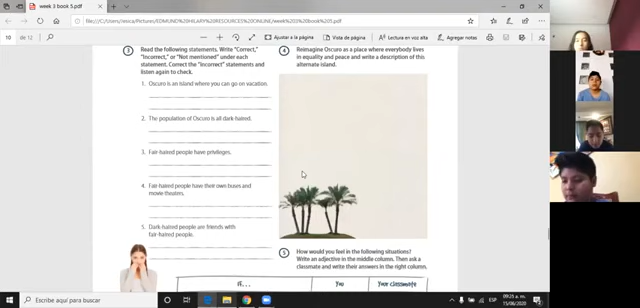 week 3 book 5.pdf
file:///C:/Users/
/Pictures/EDMUND
10
de 12
Ajustar a la página
Vista de página
Lectura en voz alta
Agregar notas
3 Read the following statements. Write "Correct,"
"Incorrect," or "Not mentioned" under each
statement. Correct the "Incorrect" statements and
listen again to check.
1. Oscuro is an island where you can go on vacation.
2. The population of Oscuro is all dark-haired.
3. Fair-haired people have privileges.
4. Fair-haired people have their own buses and
movie theaters.
5. Dark-haired people are friends with
fair-haired people.
4 Reimagine Oscuro as a place where everybody lives
in equality and peace and write a description of this
alternate island.
5 How would you feel in the following situations?
Write an adjective in the middle column. Then ask a
classmate and write their answers in the right column.
If... You Your classmate
Escribe aquí para buscar
ESP
09:25 a. m.
15/06/2020